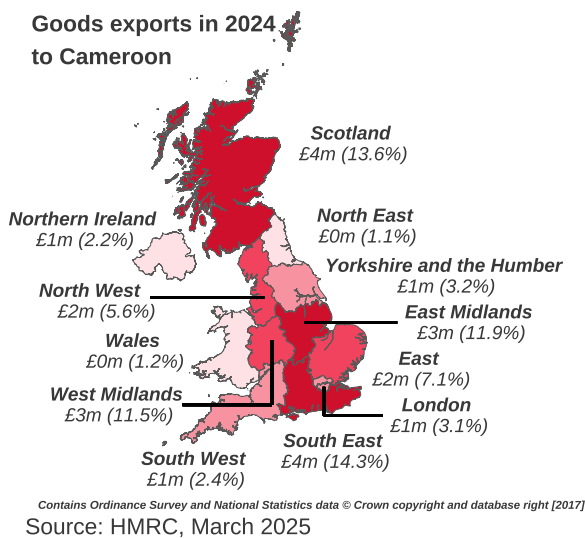 Goods exports in 2024
to Cameroon
Scotland
£4m (13.6%)
Northern Ireland
£1m (2.2%)
North East
£0m (1.1%)
Yorkshire and the Humber
£1m (3.2%)
North West
£2m (5.6%)
East Midlands
£3m (11.9%)
Wales
£0m (1.2%)
East
£2m (7.1%)
West Midlands
£3m (11.5%)
London
£1m (3.1%)
South East
£4m (14.3%)
South West
£1m (2.4%)
Contains Ordinance Survey and National Statistics data © Crown copyright and database right [2017]
Source: HMRC, March 2025